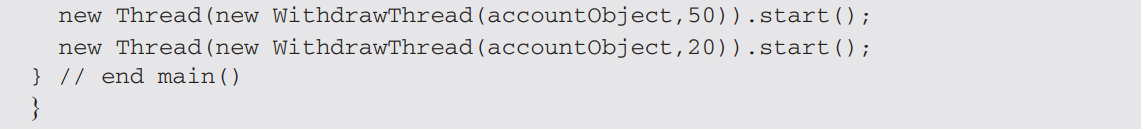 new Thread(new WithdrawThread(accountObject,50)).start();
new Thread(new WithdrawThread(accountObject,20)).start();
} // end main()
}